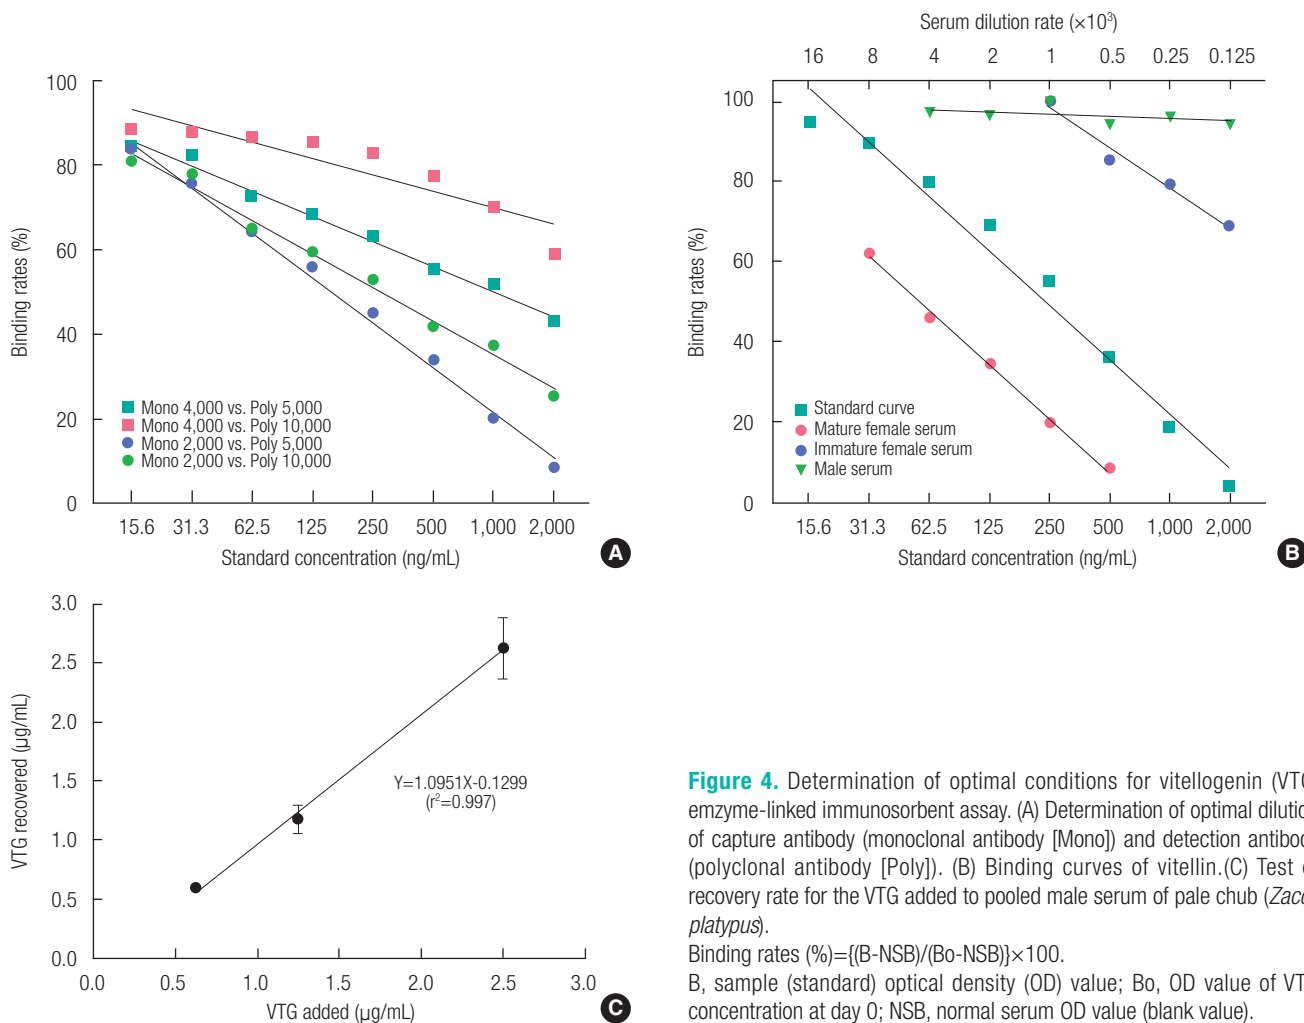 100
80
60
40
20
0
Binding rates (%)
Mono 4,000 vs. Poly 5,000
Mono 4,000 vs. Poly 10,000
Mono 2,000 vs. Poly 5,000
Mono 2,000 vs. Poly 10,000
15.6 31.3 62.5 125 250 500 1,000 2,000
Standard concentration (ng/mL)
A
Serum dilution rate (×10³)
16 8 4 2 1 0.5 0.25 0.125
100
80
60
40
20
0
Binding rates (%)
Standard curve
Mature female serum
Immature female serum
Male serum
15.6 31.3 62.5 125 250 500 1,000 2,000
Standard concentration (ng/mL)
B
3.0
2.5
2.0
1.5
1.0
0.5
0.0
VTG recovered (µg/mL)
Y=1.0951X-0.1299
(r²=0.997)
0.0 0.5 1.0 1.5 2.0 2.5 3.0
VTG added (µg/mL)
C
Figure 4. Determination of optimal conditions for vitellogenin (VTG
enzyme-linked immunosorbent assay. (A) Determination of optimal dilutio
of capture antibody (monoclonal antibody [Mono]) and detection antibod
(polyclonal antibody [Poly]). (B) Binding curves of vitellin.(C) Test o
recovery rate for the VTG added to pooled male serum of pale chub (Zacc
platypus).
Binding rates (%)={(B-NSB)/(Bo-NSB)}×100.
B, sample (standard) optical density (OD) value; Bo, OD value of VT
concentration at day 0; NSB, normal serum OD value (blank value).